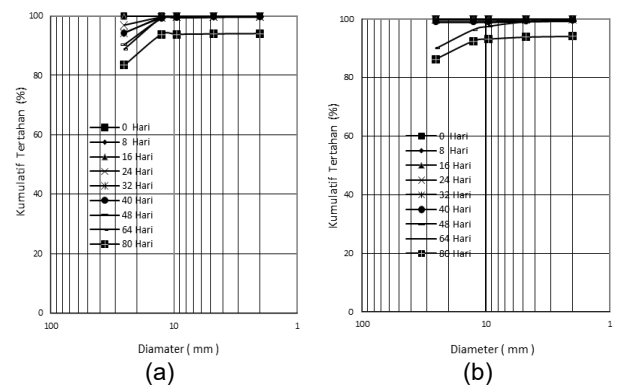 100
80
60
40
20
0
Kumulatif Tertahan (%)
0 Hari
8 Hari
16 Hari
24 Hari
32 Hari
40 Hari
48 Hari
64 Hari
80 Hari
100
10
1
Diamater ( mm )
(a)
100
80
60
40
20
0
Kumulatif Tertahan (%)
0 Hari
8 Hari
16 Hari
24 Hari
32 Hari
40 Hari
48 Hari
64 Hari
80 Hari
100
10
1
Diameter ( mm )
(b)